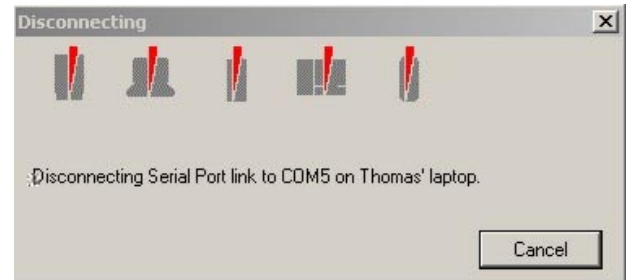 Disconnecting
Disconnecting Serial Port link to COM5 on Thomas' laptop.
Cancel